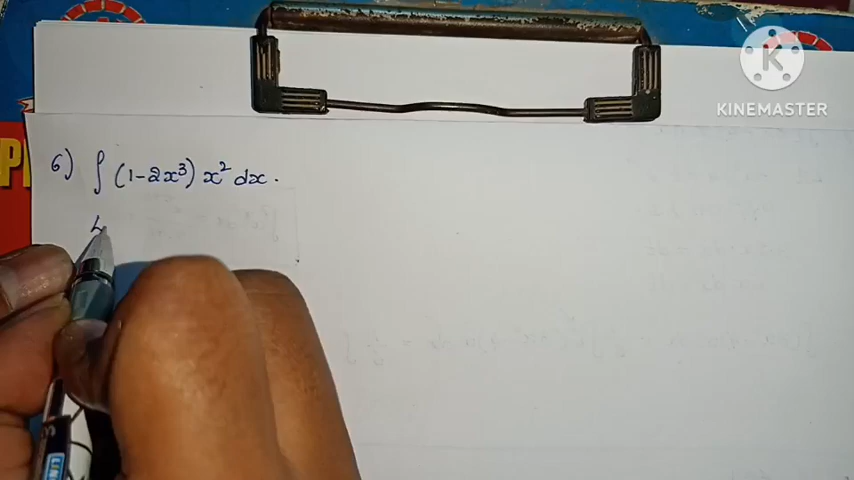 KINEMASTER
6) ∫ (1-2x³) x² dx.
L